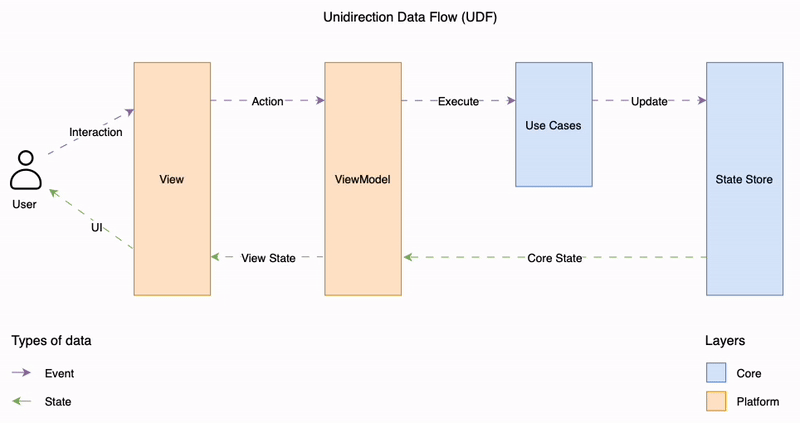 Unidirection Data Flow (UDF)
Interaction
Action
Execute
Update
User
View
ViewModel
Use Cases
State Store
UI
View State
Core State
Types of data
Event
State
Layers
Core
Platform